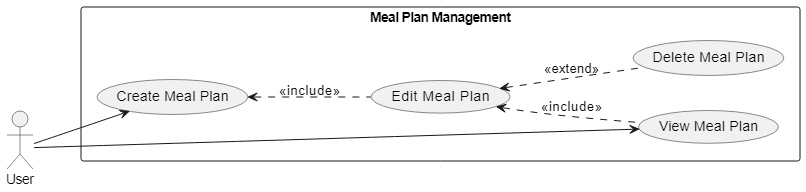 Meal Plan Management
Delete Meal Plan
«extend»
Create Meal Plan
«include»
Edit Meal Plan
«include»
View Meal Plan
User